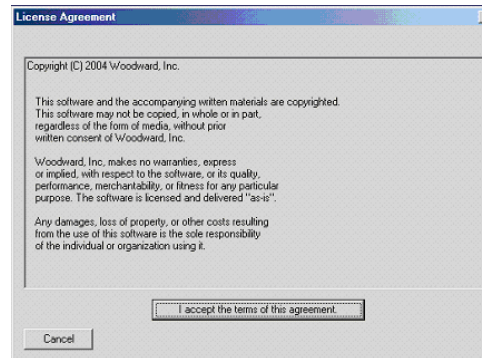 License Agreement
Copyright (C) 2004 Woodward, Inc.
This software and the accompanying written materials are copyrighted.
This software may not be copied, in whole or in part,
regardless of the form of media, without prior
written consent of Woodward, Inc.
Woodward, Inc, makes no warranties, express
or implied, with respect to the software, or its quality,
performance, merchantability, or fitness for any particular
purpose. The software is licensed and delivered "as-is".
Any damages, loss of property, or other costs resulting
from the use of this software is the sole responsibility
of the individual or organization using it.
I accept the terms of this agreement.
Cancel